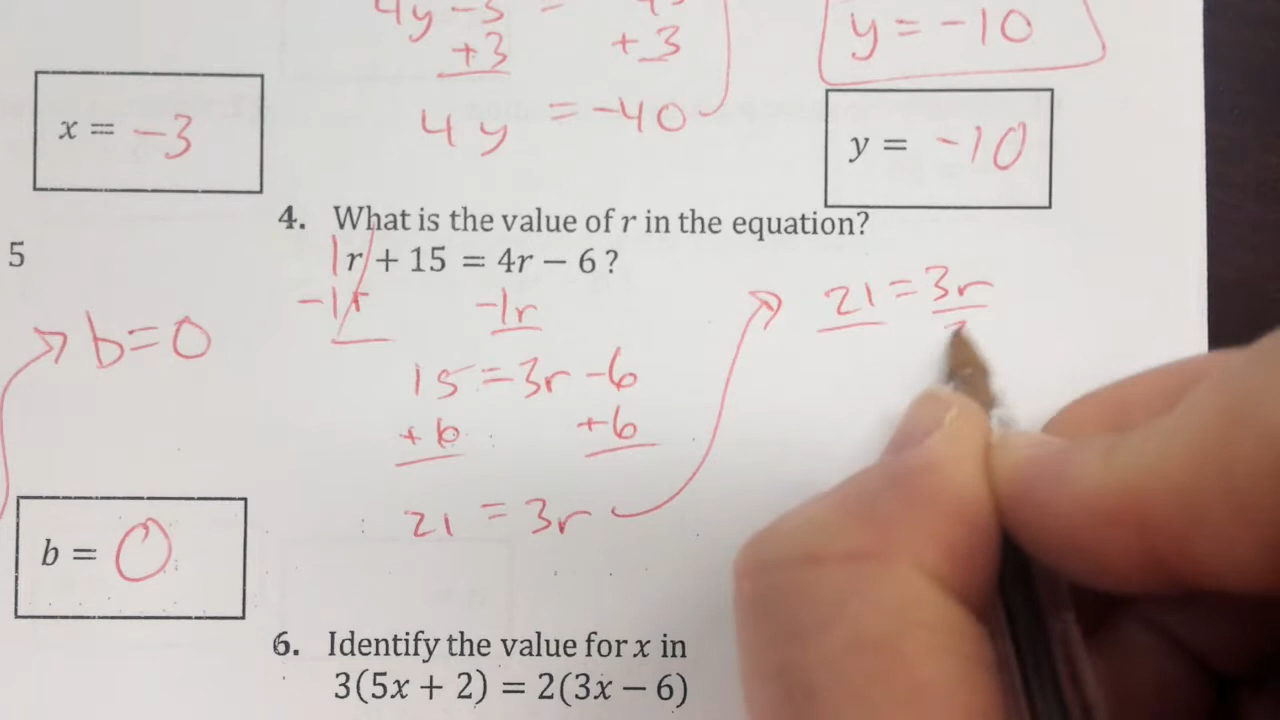 4y-3 =
+3 +3
4y = -40
y = -10
x = -3
y = -10
4. What is the value of r in the equation?
1r + 15 = 4r − 6 ?
-1r -1r
15 = 3r - 6
+6 +6
21 = 3r
21 = 3r
5
b = 0
b = 0
6. Identify the value for x in
3(5x + 2) = 2(3x − 6)